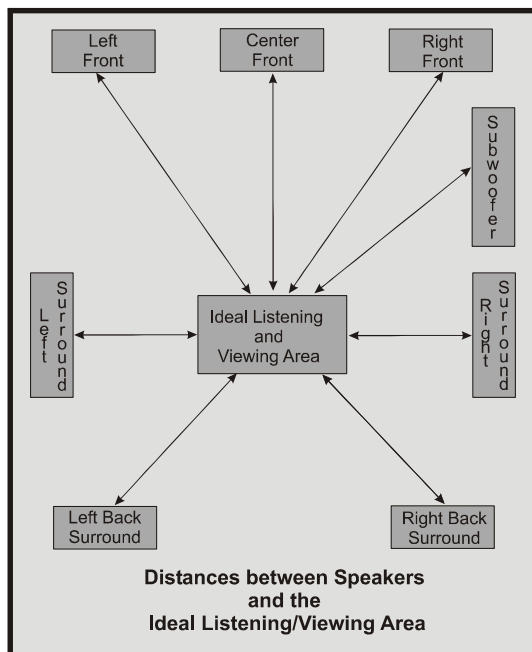 Left
Front
Center
Front
Right
Front
Subwoofer
Left
Surround
Ideal Listening
and
Viewing Area
Right
Surround
Left Back
Surround
Right Back
Surround
Distances between Speakers
and the
Ideal Listening/Viewing Area